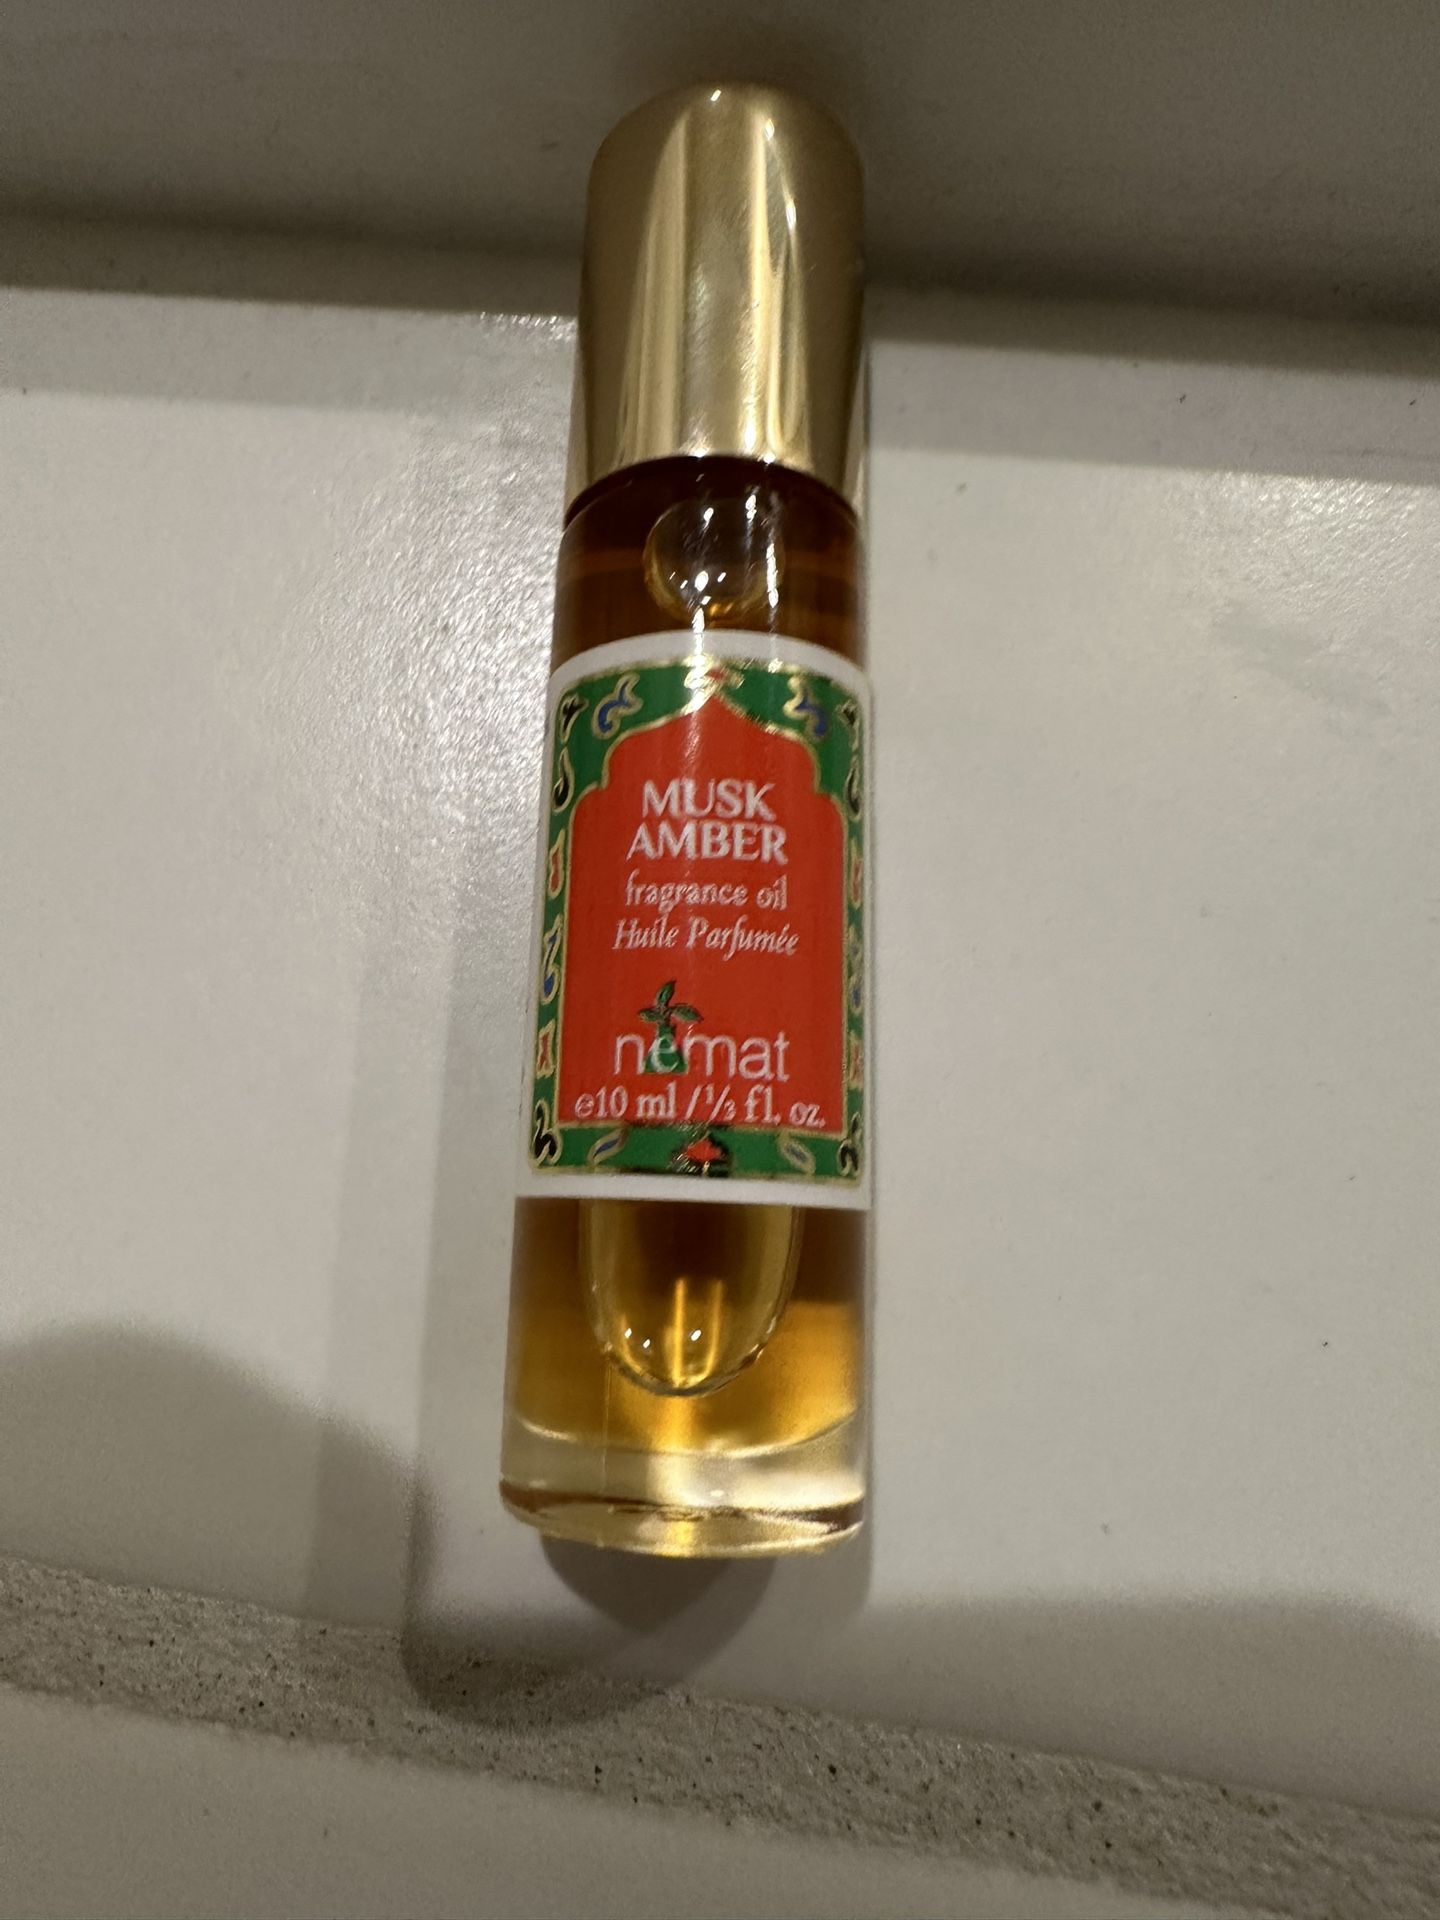 MUSK
AMBER
fragrance oil
Huile Parfumée
nemat
℮10 ml / ⅓ fl. oz.